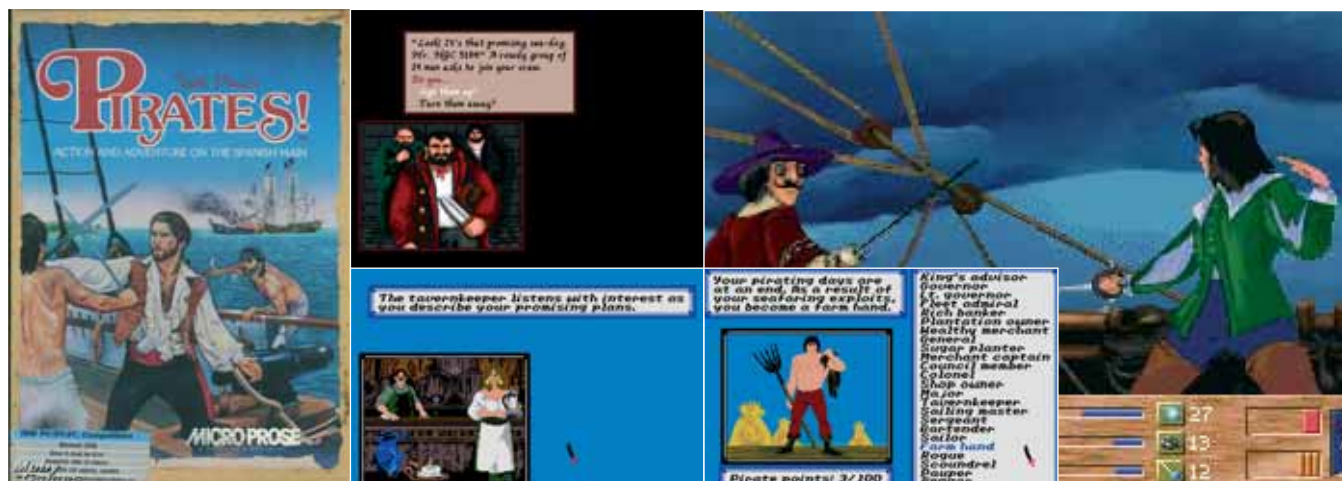 Sid Meier's
PIRATES!
ACTION AND ADVENTURE ON THE SPANISH MAIN
MICROPROSE
"Look! It's that promising sea-dog,
A rowdy group of
24 men asks to join your crew.
Do you...
Sign them up?
Turn them away?
The tavernkeeper listens with interest as
you describe your promising plans.
Your pirating days are
at an end. As a result of
your seafaring exploits,
you become a farm hand.
Pirate points: 3/100
King's advisor
Governor
Lt. governor
Fleet admiral
Rich banker
Plantation owner
Wealthy merchant
General
Sugar planter
Merchant captain
Council member
Colonel
Shop owner
Major
Tavernkeeper
Sailing master
Sergeant
Bartender
Sailor
Farm hand
Rogue
Scoundrel
Pauper
27
13
12